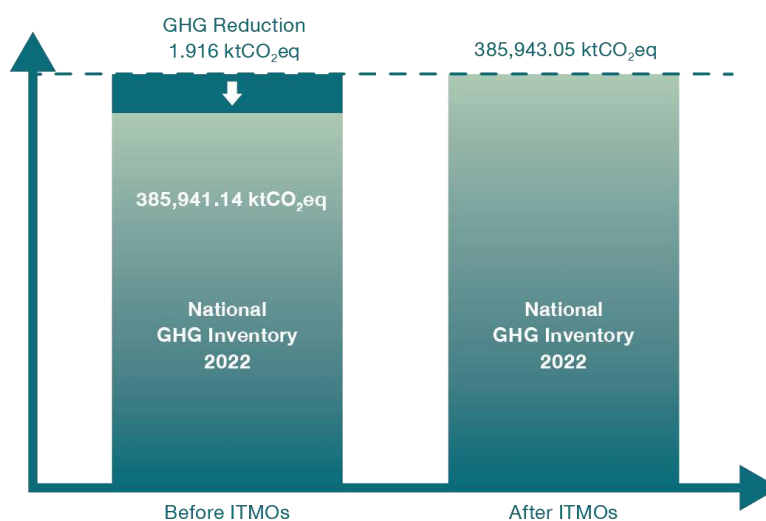 GHG Reduction
1.916 ktCO₂eq
385,943.05 ktCO₂eq
385,941.14 ktCO₂eq
National
GHG Inventory
2022
National
GHG Inventory
2022
Before ITMOs
After ITMOs